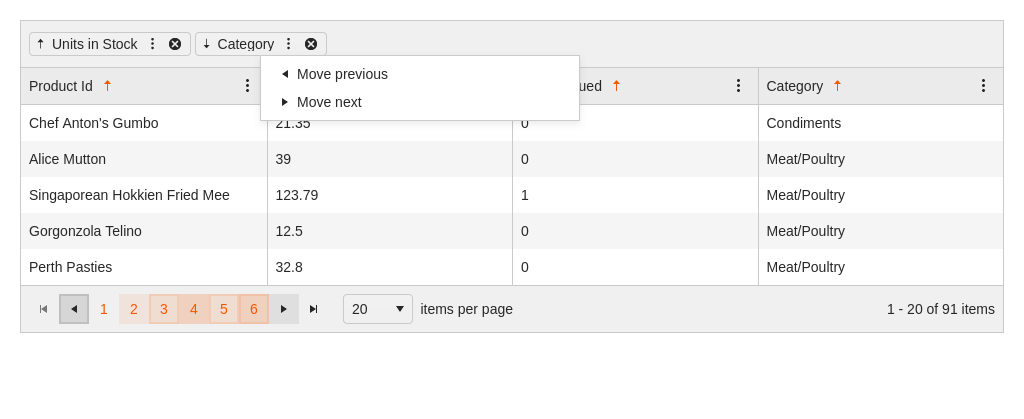 Units in Stock Category
Move previous
Move next
Product Id ued Category
Chef Anton's Gumbo 21.35 0 Condiments
Alice Mutton 39 0 Meat/Poultry
Singaporean Hokkien Fried Mee 123.79 1 Meat/Poultry
Gorgonzola Telino 12.5 0 Meat/Poultry
Perth Pasties 32.8 0 Meat/Poultry
1 2 3 4 5 6 20 items per page 1 - 20 of 91 items